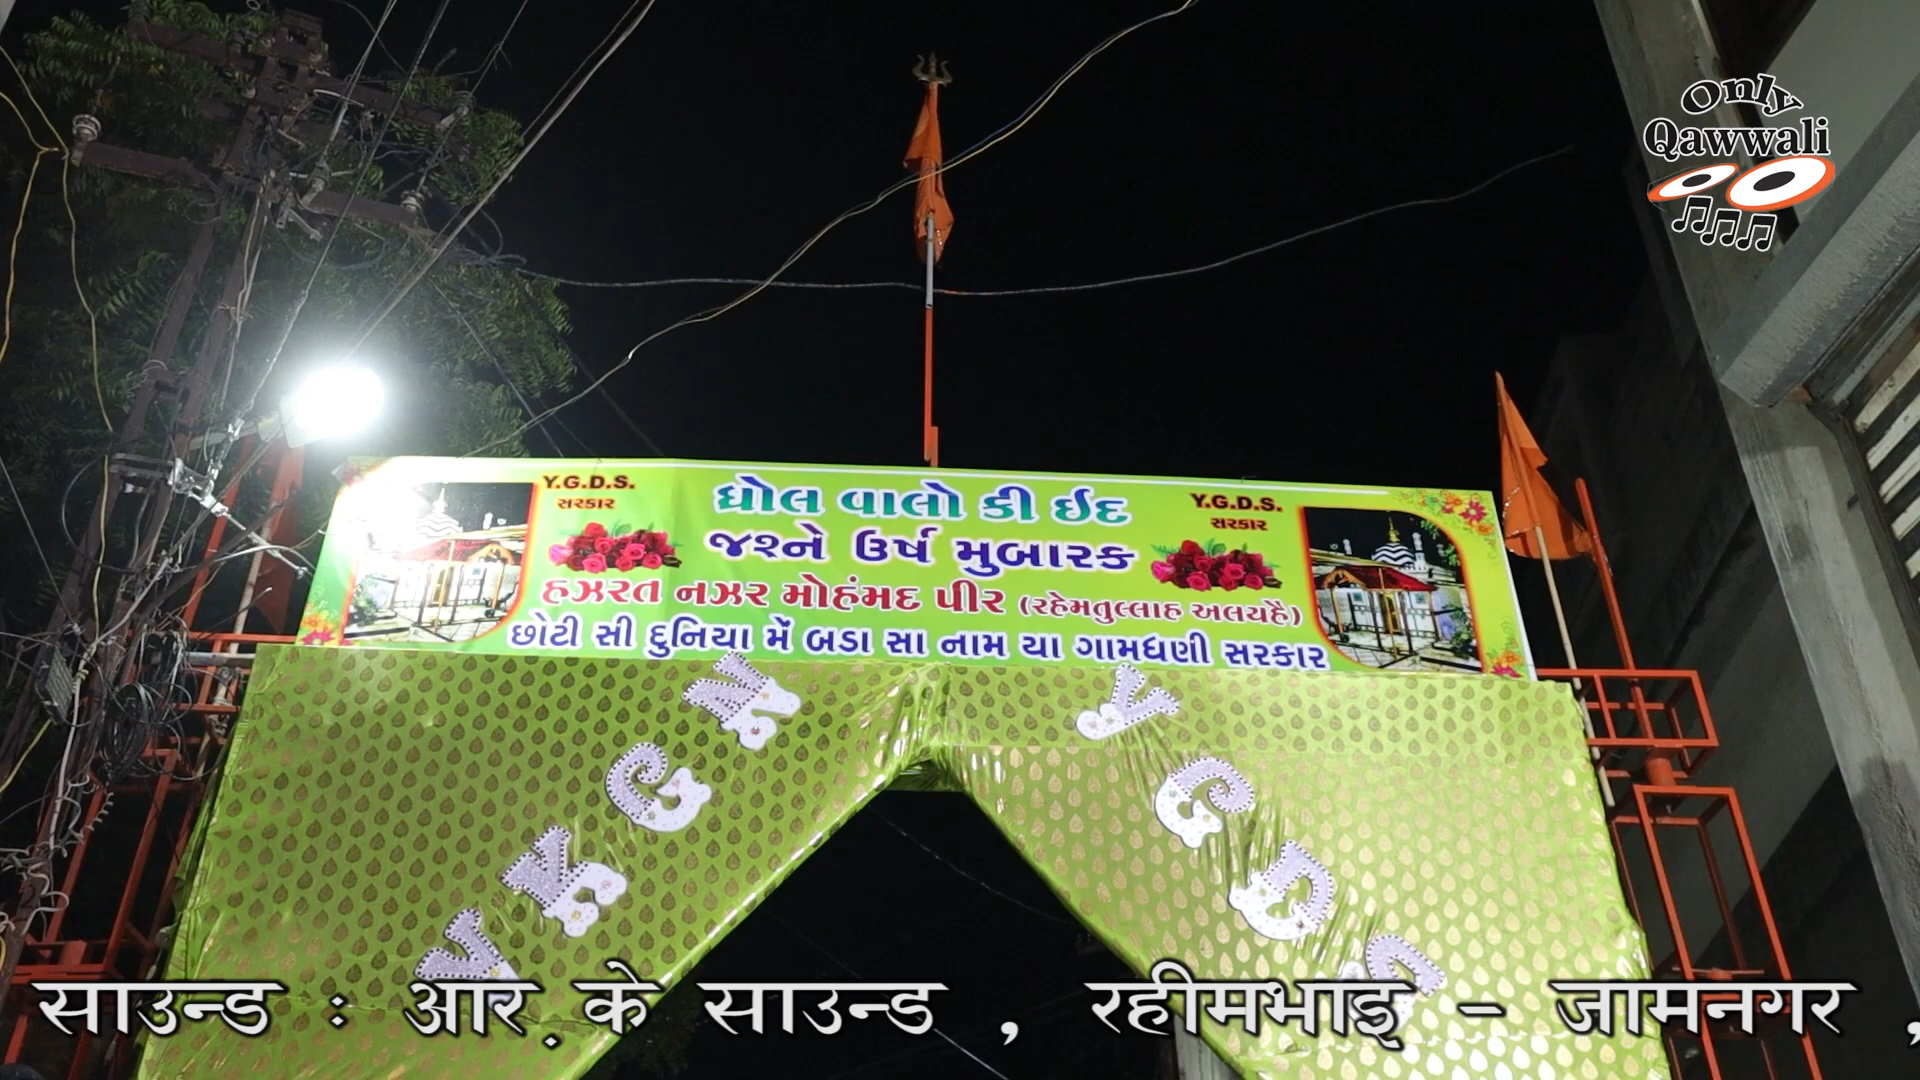 Only
Qawwali
Y.G.D.S.
સરકાર
ધ્રોલ વાલો કી ઈદ
જશ્ને ઉર્ષ મુબારક
Y.G.D.S.
સરકાર
હઝરત નઝર મોહંમદ પીર (રહેમતુલ્લાહ અલયહૈ)
છોટી સી દુનિયા મેં બડા સા નામ યા ગામધણી સરકાર
Y K G N
Y G D S
साउन्ड : आर.के साउन्ड , रहीमभाइ - जामनगर ,